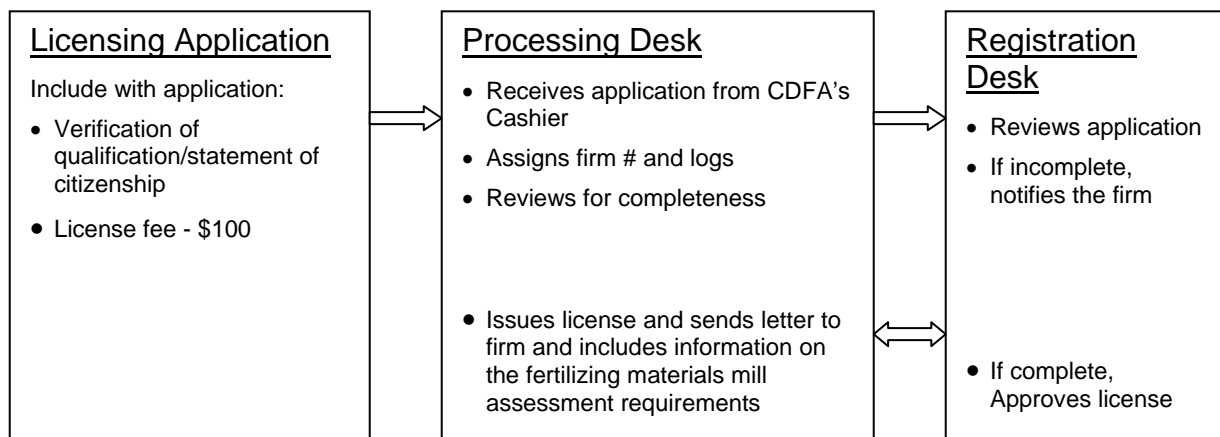 Licensing Application
Include with application:
• Verification of
qualification/statement of
citizenship
• License fee - $100
Processing Desk
• Receives application from CDFA’s
Cashier
• Assigns firm # and logs
• Reviews for completeness
• Issues license and sends letter to
firm and includes information on
the fertilizing materials mill
assessment requirements
Registration
Desk
• Reviews application
• If incomplete,
notifies the firm
• If complete,
Approves license